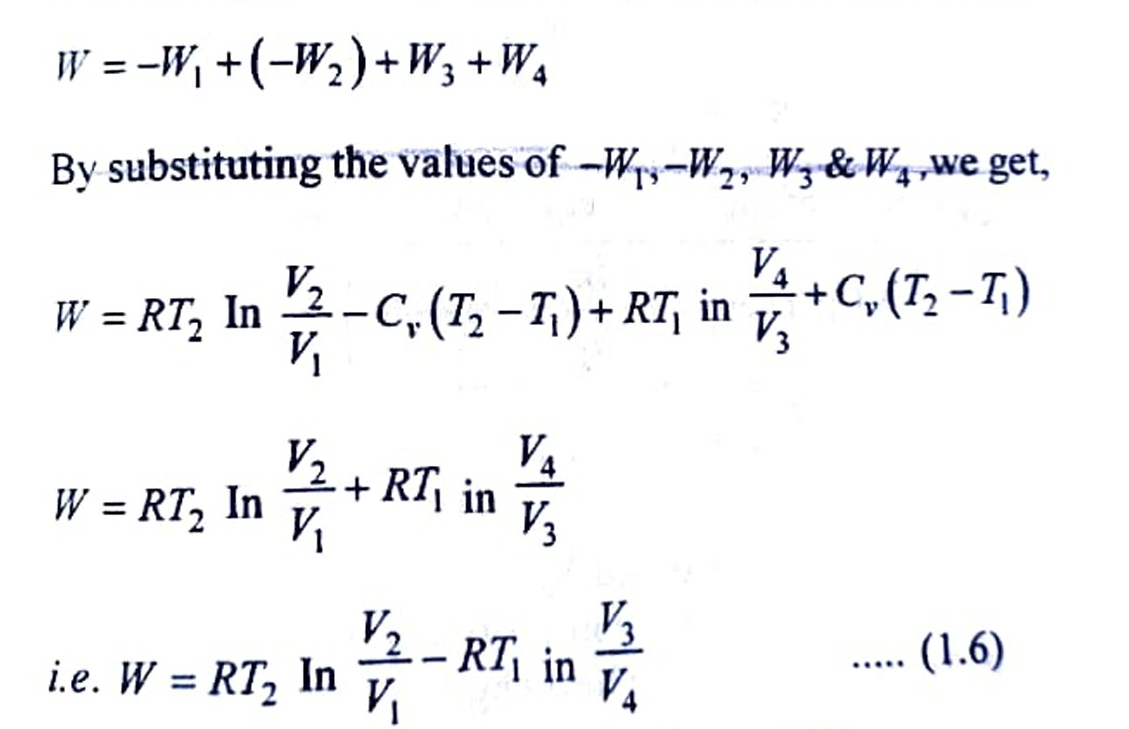 W = –W₁ + (–W₂) + W₃ + W₄
By substituting the values of –W₁, –W₂, W₃ & W₄, we get,
W = RT₂ In V₂/V₁ – Cᵥ (T₂ – T₁) + RT₁ in V₄/V₃ + Cᵥ (T₂ – T₁)
W = RT₂ In V₂/V₁ + RT₁ in V₄/V₃
i.e. W = RT₂ In V₂/V₁ – RT₁ in V₃/V₄ ..... (1.6)